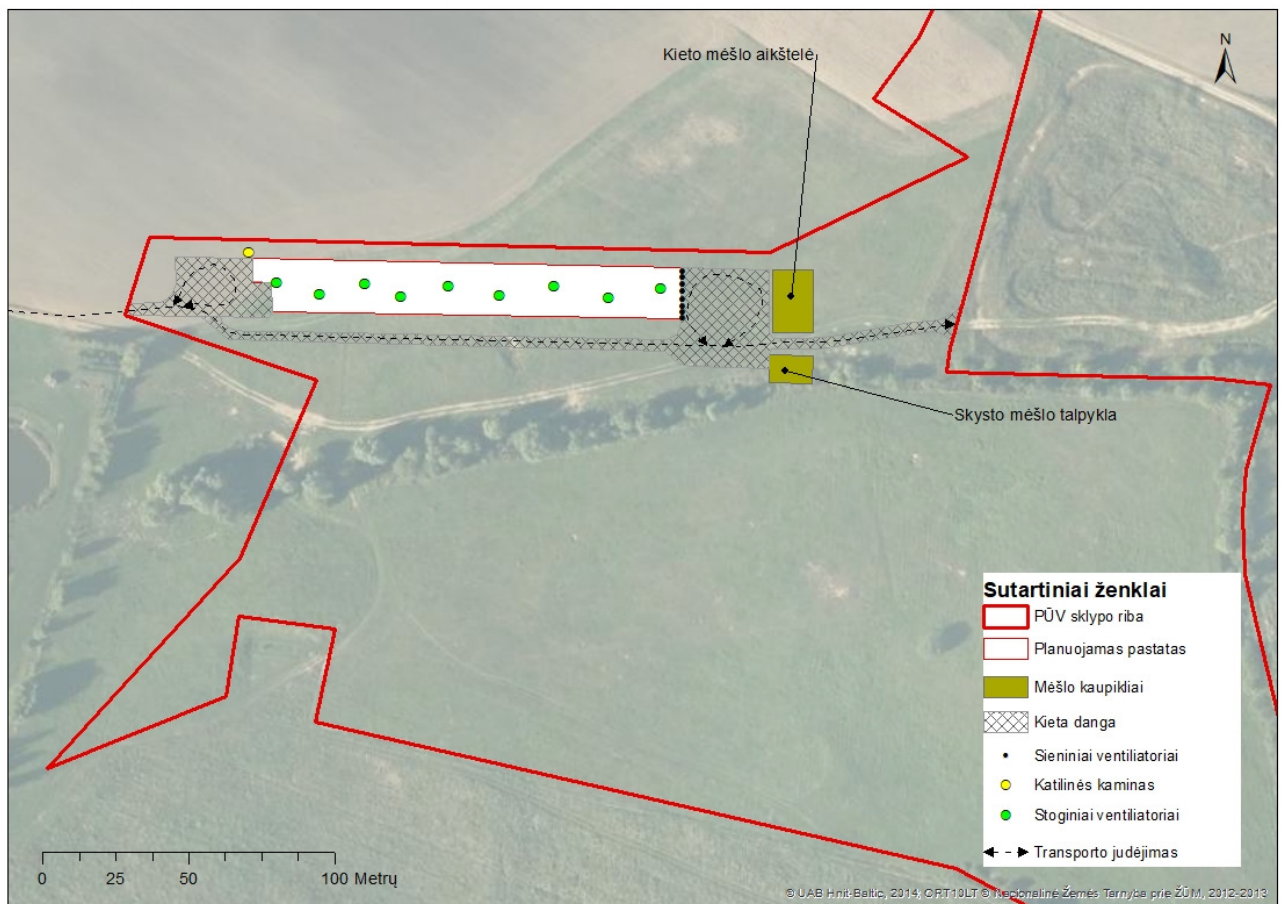 Kieto mėšlo aikštelė
N
Skysto mėšlo talpykla
Sutartiniai ženklai
PŪV sklypo riba
Planuojamas pastatas
Mėšlo kaupikliai
Kieta danga
Sieniniai ventiliatoriai
Katilinės kaminas
Stoginiai ventiliatoriai
Transporto judėjimas
0 25 50 100 Metrų
© UAB Hnit-Baltic, 2014; ORT10LT © Nacionalinė Žemės Tarnyba prie ŽŪM, 2012-2013